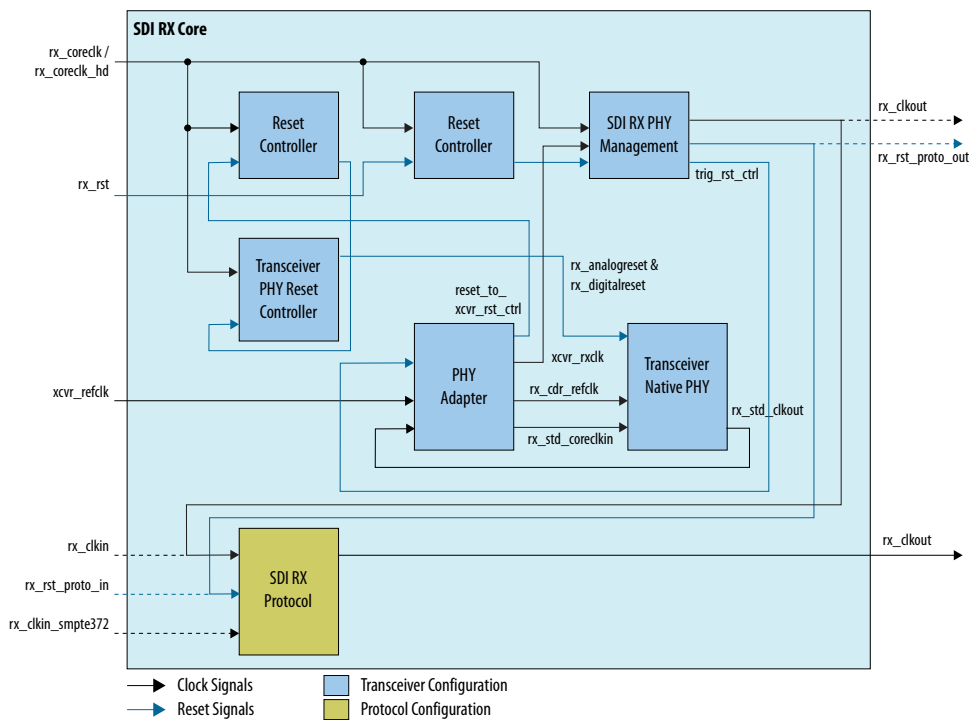 SDI RX Core
rx_coreclk /
rx_coreclk_hd
Reset
Controller
Reset
Controller
SDI RX PHY
Management
rx_clkout
rx_rst_proto_out
trig_rst_ctrl
rx_rst
Transceiver
PHY Reset
Controller
rx_analogreset &
rx_digitalreset
reset_to_
xcvr_rst_ctrl
PHY
Adapter
xcvr_rxclk
Transceiver
Native PHY
xcvr_refclk
rx_cdr_refclk
rx_std_clkout
rx_std_coreclkin
rx_clkin
rx_clkout
rx_rst_proto_in
SDI RX
Protocol
rx_clkin_smpte372
Clock Signals
Transceiver Configuration
Reset Signals
Protocol Configuration